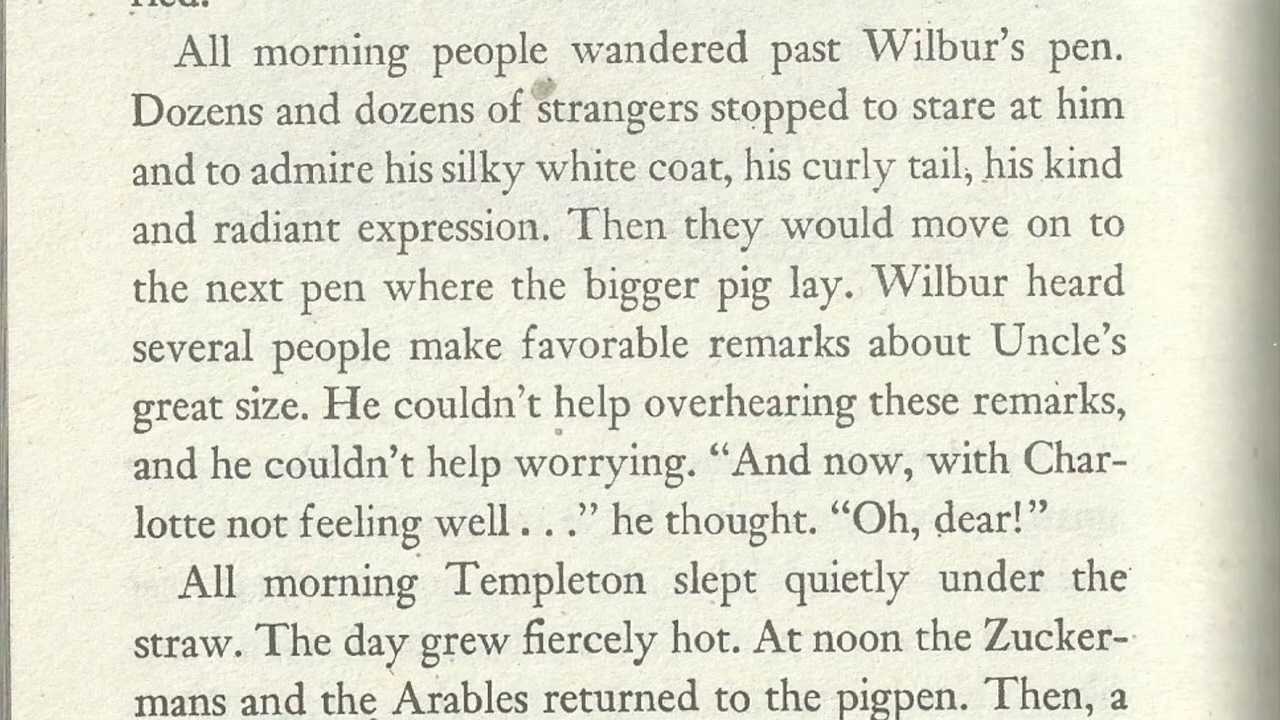 All morning people wandered past Wilbur's pen.
Dozens and dozens of strangers stopped to stare at him
and to admire his silky white coat, his curly tail, his kind
and radiant expression. Then they would move on to
the next pen where the bigger pig lay. Wilbur heard
several people make favorable remarks about Uncle's
great size. He couldn't help overhearing these remarks,
and he couldn't help worrying. “And now, with Char-
lotte not feeling well . . .” he thought. “Oh, dear!”
All morning Templeton slept quietly under the
straw. The day grew fiercely hot. At noon the Zucker-
mans and the Arables returned to the pigpen. Then, a